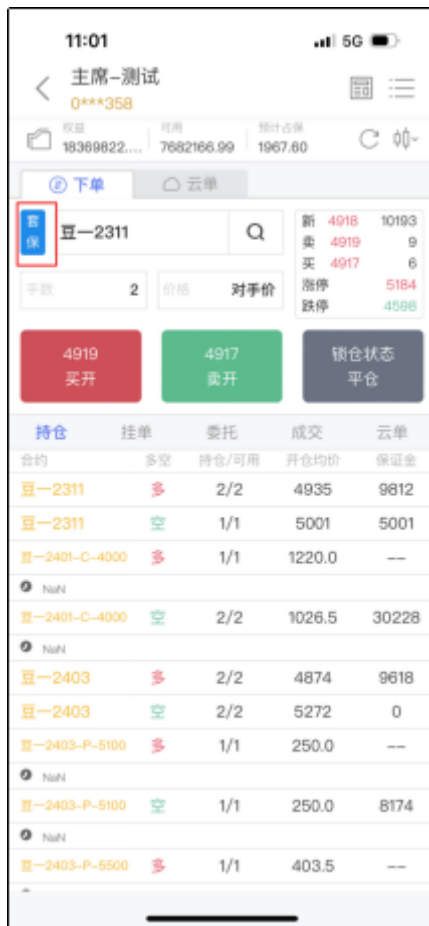 11:01
5G
主席-测试
0***358
权益
可用
预计占保
18369822....
7682166.99
1967.60
下单
云单
套保
豆一2311
新 4918 10193
卖 4919 9
买 4917 6
涨停 5184
跌停 4596
手数 2
价格 对手价
4919
买开
4917
卖开
锁仓状态
平仓
持仓 挂单 委托 成交 云单
合约 多空 持仓/可用 开仓均价 保证金
豆一2311 多 2/2 4935 9812
豆一2311 空 1/1 5001 5001
豆一2401-C-4000 多 1/1 1220.0 --
NaN
豆一2401-C-4000 空 2/2 1026.5 30228
NaN
豆一2403 多 2/2 4874 9618
豆一2403 空 2/2 5272 0
豆一2403-P-5100 多 1/1 250.0 --
NaN
豆一2403-P-5100 空 1/1 250.0 8174
NaN
豆一2403-P-5500 多 1/1 403.5 --